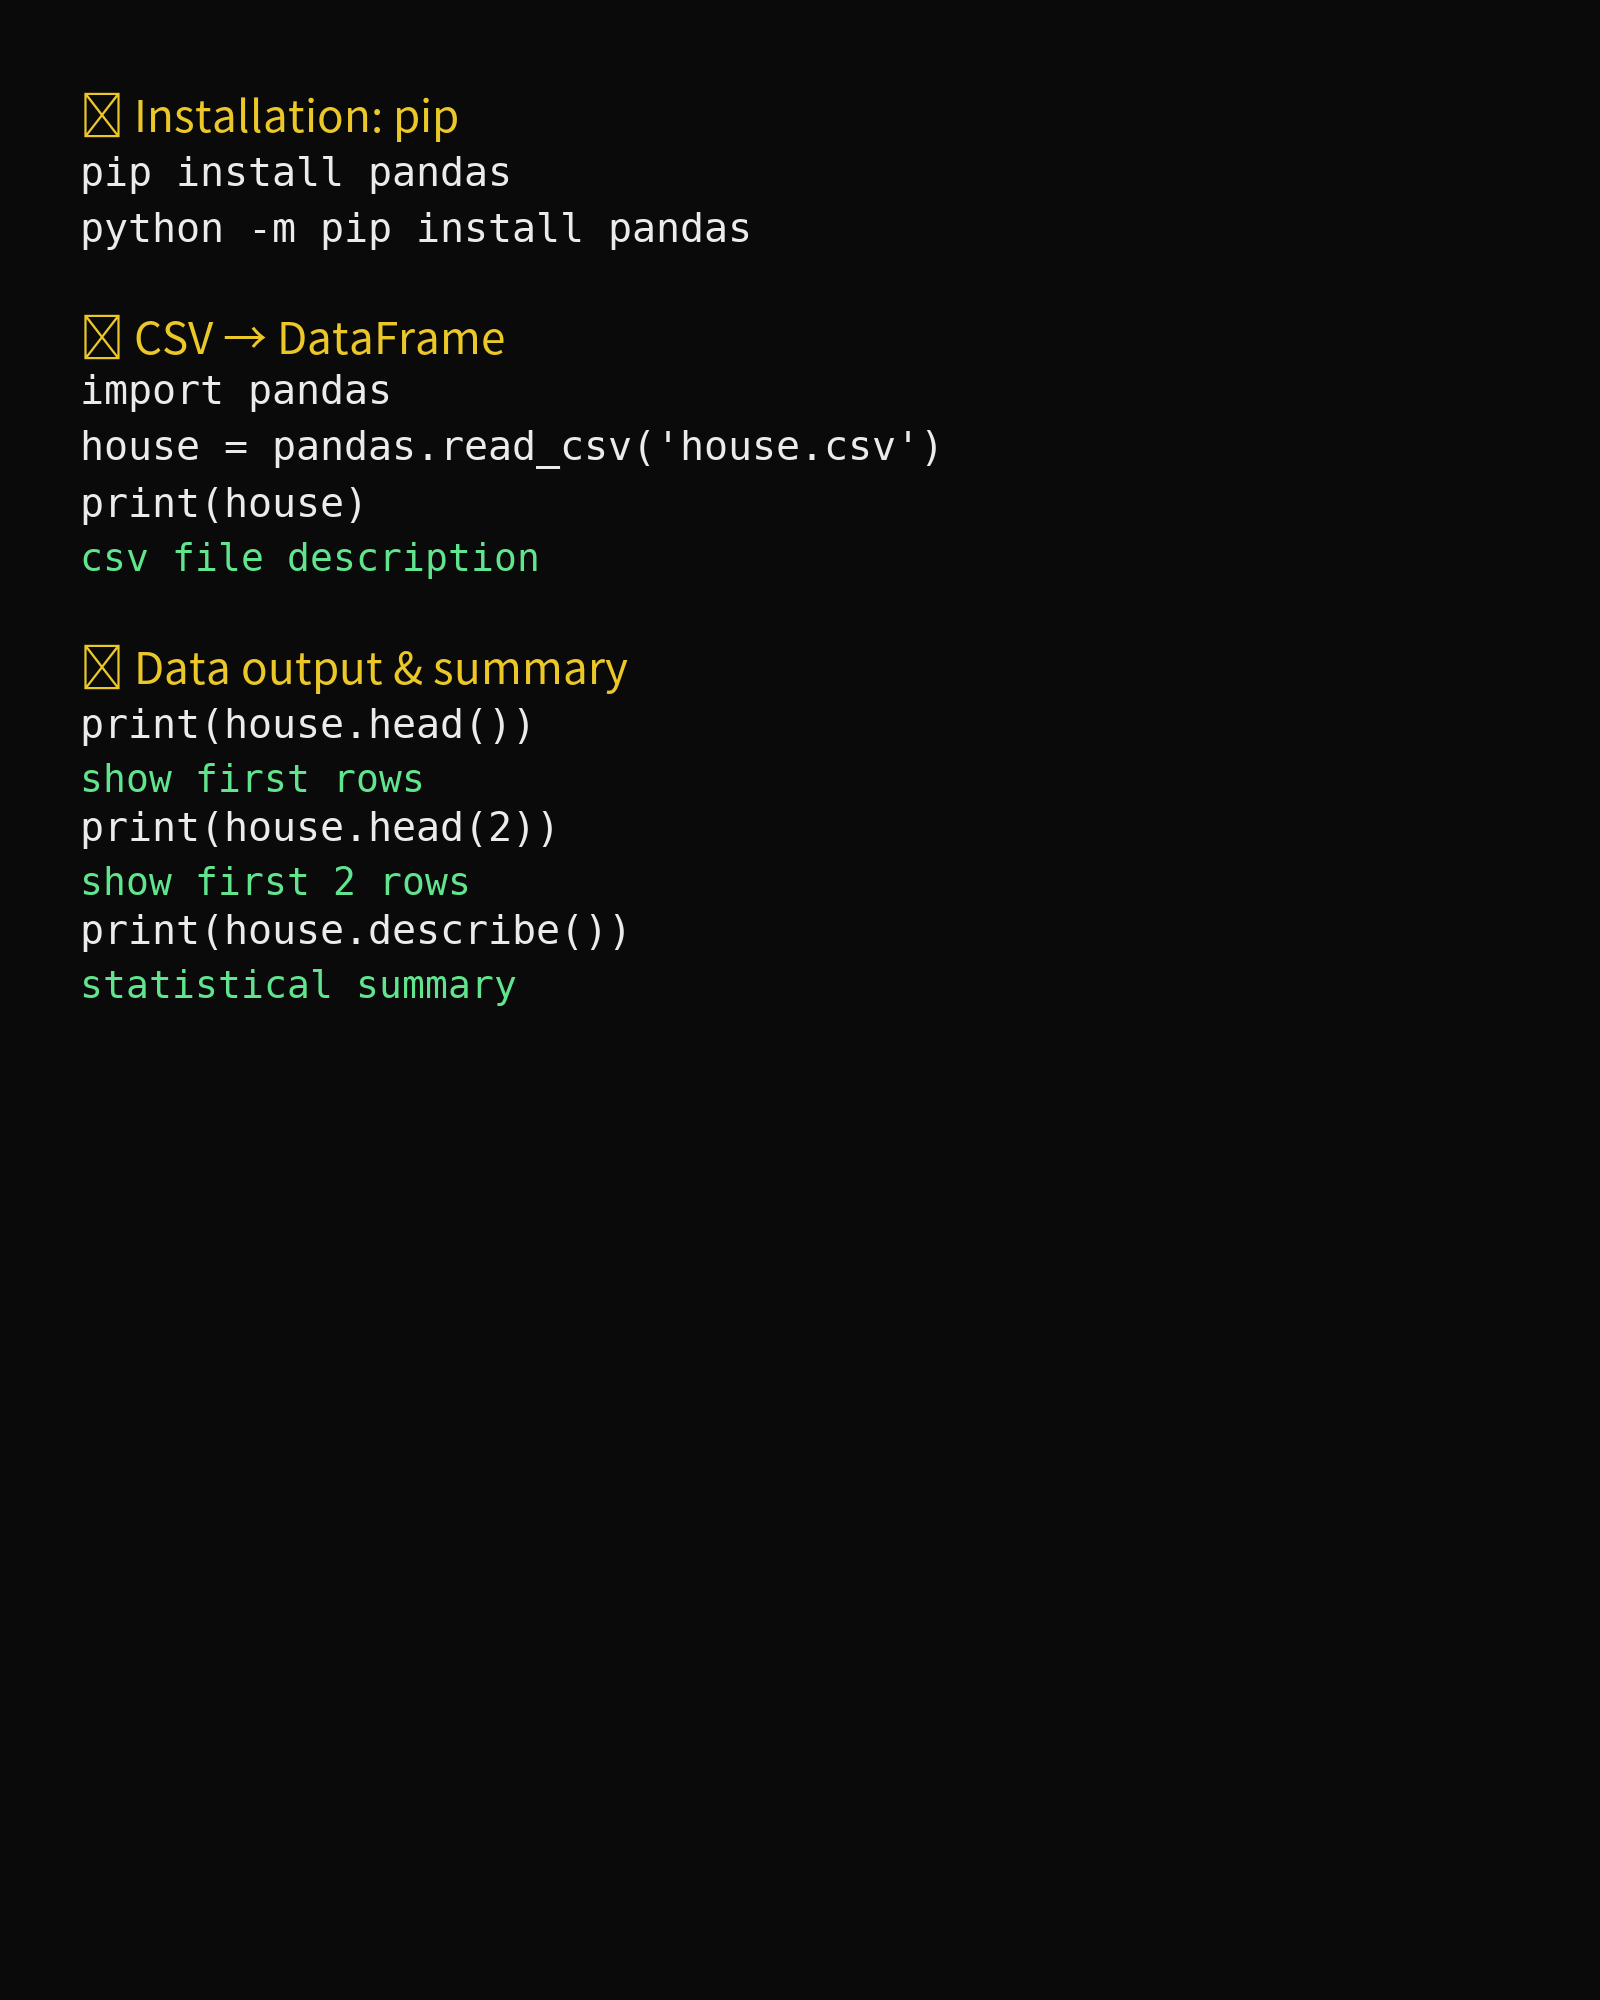 Installation: pip
pip install pandas
python -m pip install pandas
CSV → DataFrame
import pandas
house = pandas.read_csv('house.csv')
print(house)
csv file description
Data output & summary
print(house.head())
show first rows
print(house.head(2))
show first 2 rows
print(house.describe())
statistical summary